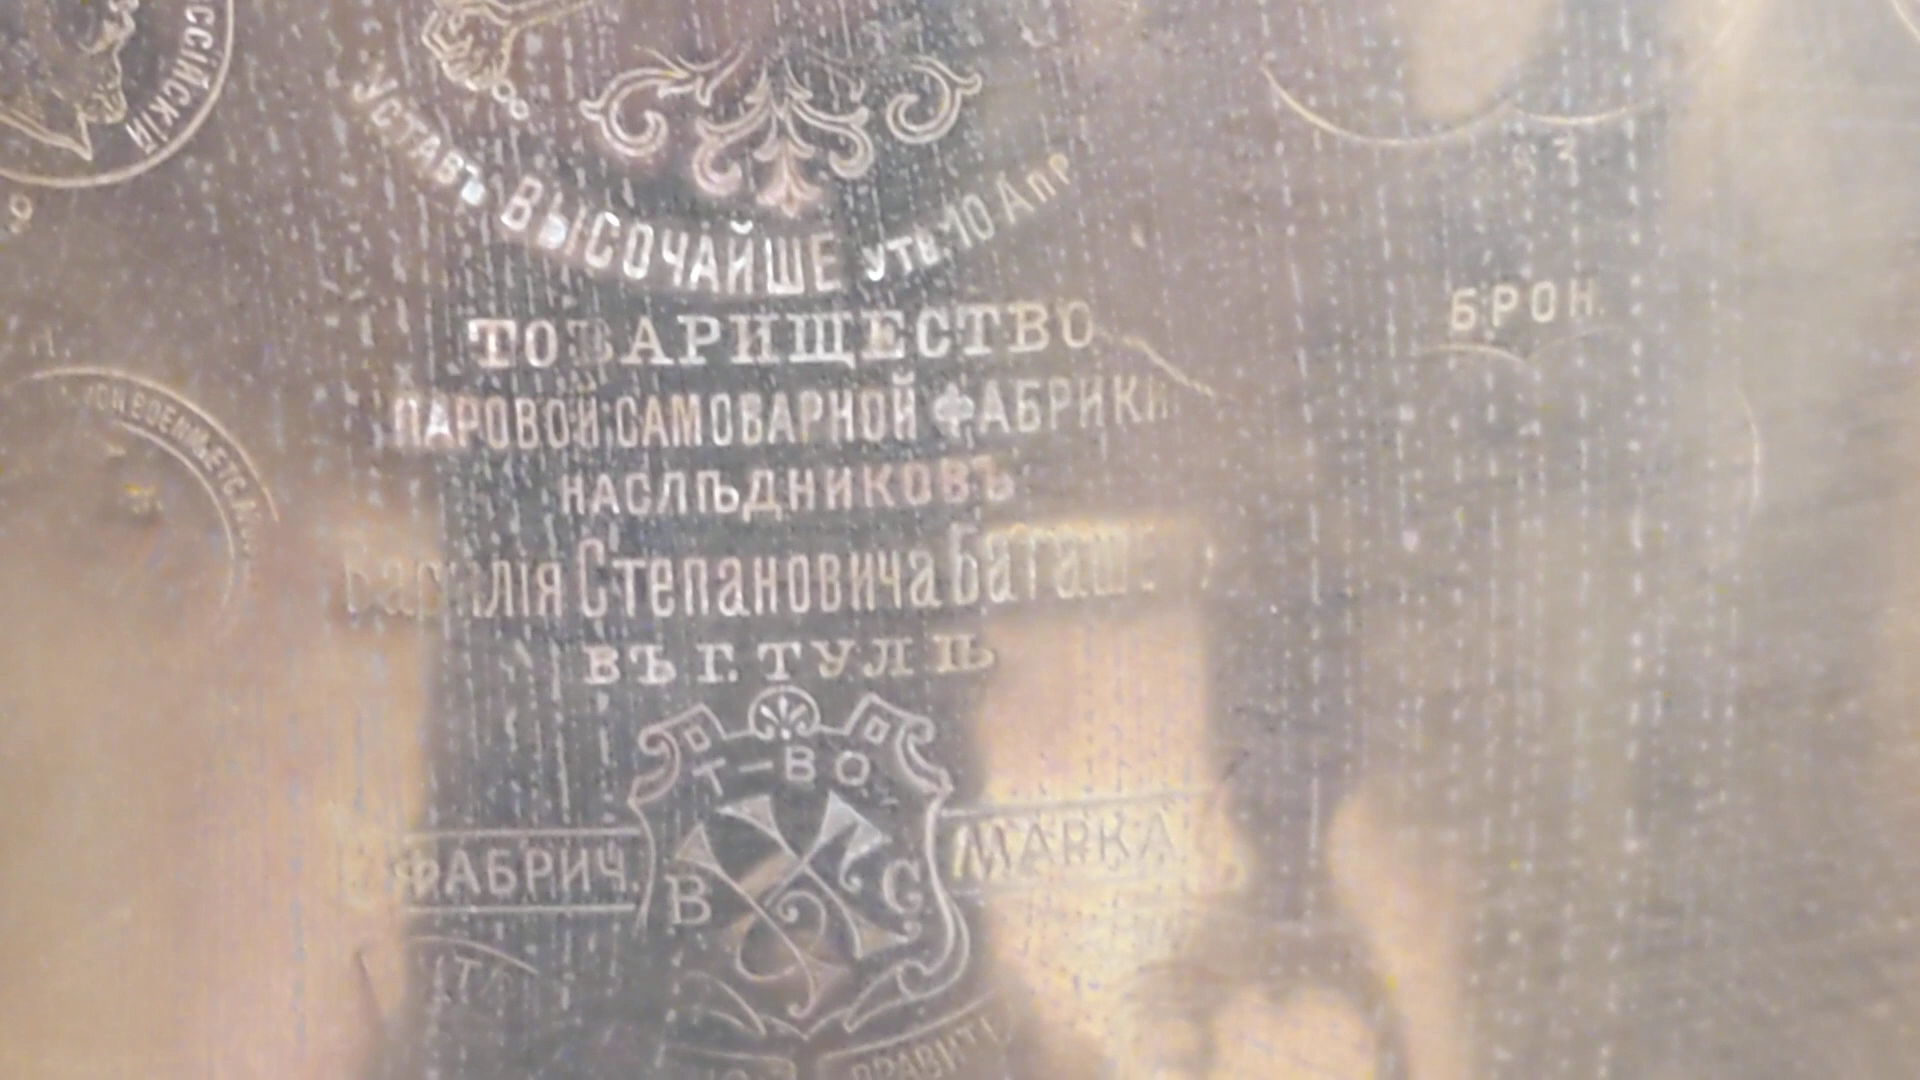 Уставъ ВЫСОЧАЙШЕ утв. 10 Апр
ТОВАРИЩЕСТВО
ПАРОВОЙ САМОВАРНОЙ ФАБРИКИ
НАСЛѢДНИКОВЪ
Василія Степановича Баташ
ВЪ Г. ТУЛѢ
Т-ВО
ФАБРИЧ. МАРКА
В С
БРОН.